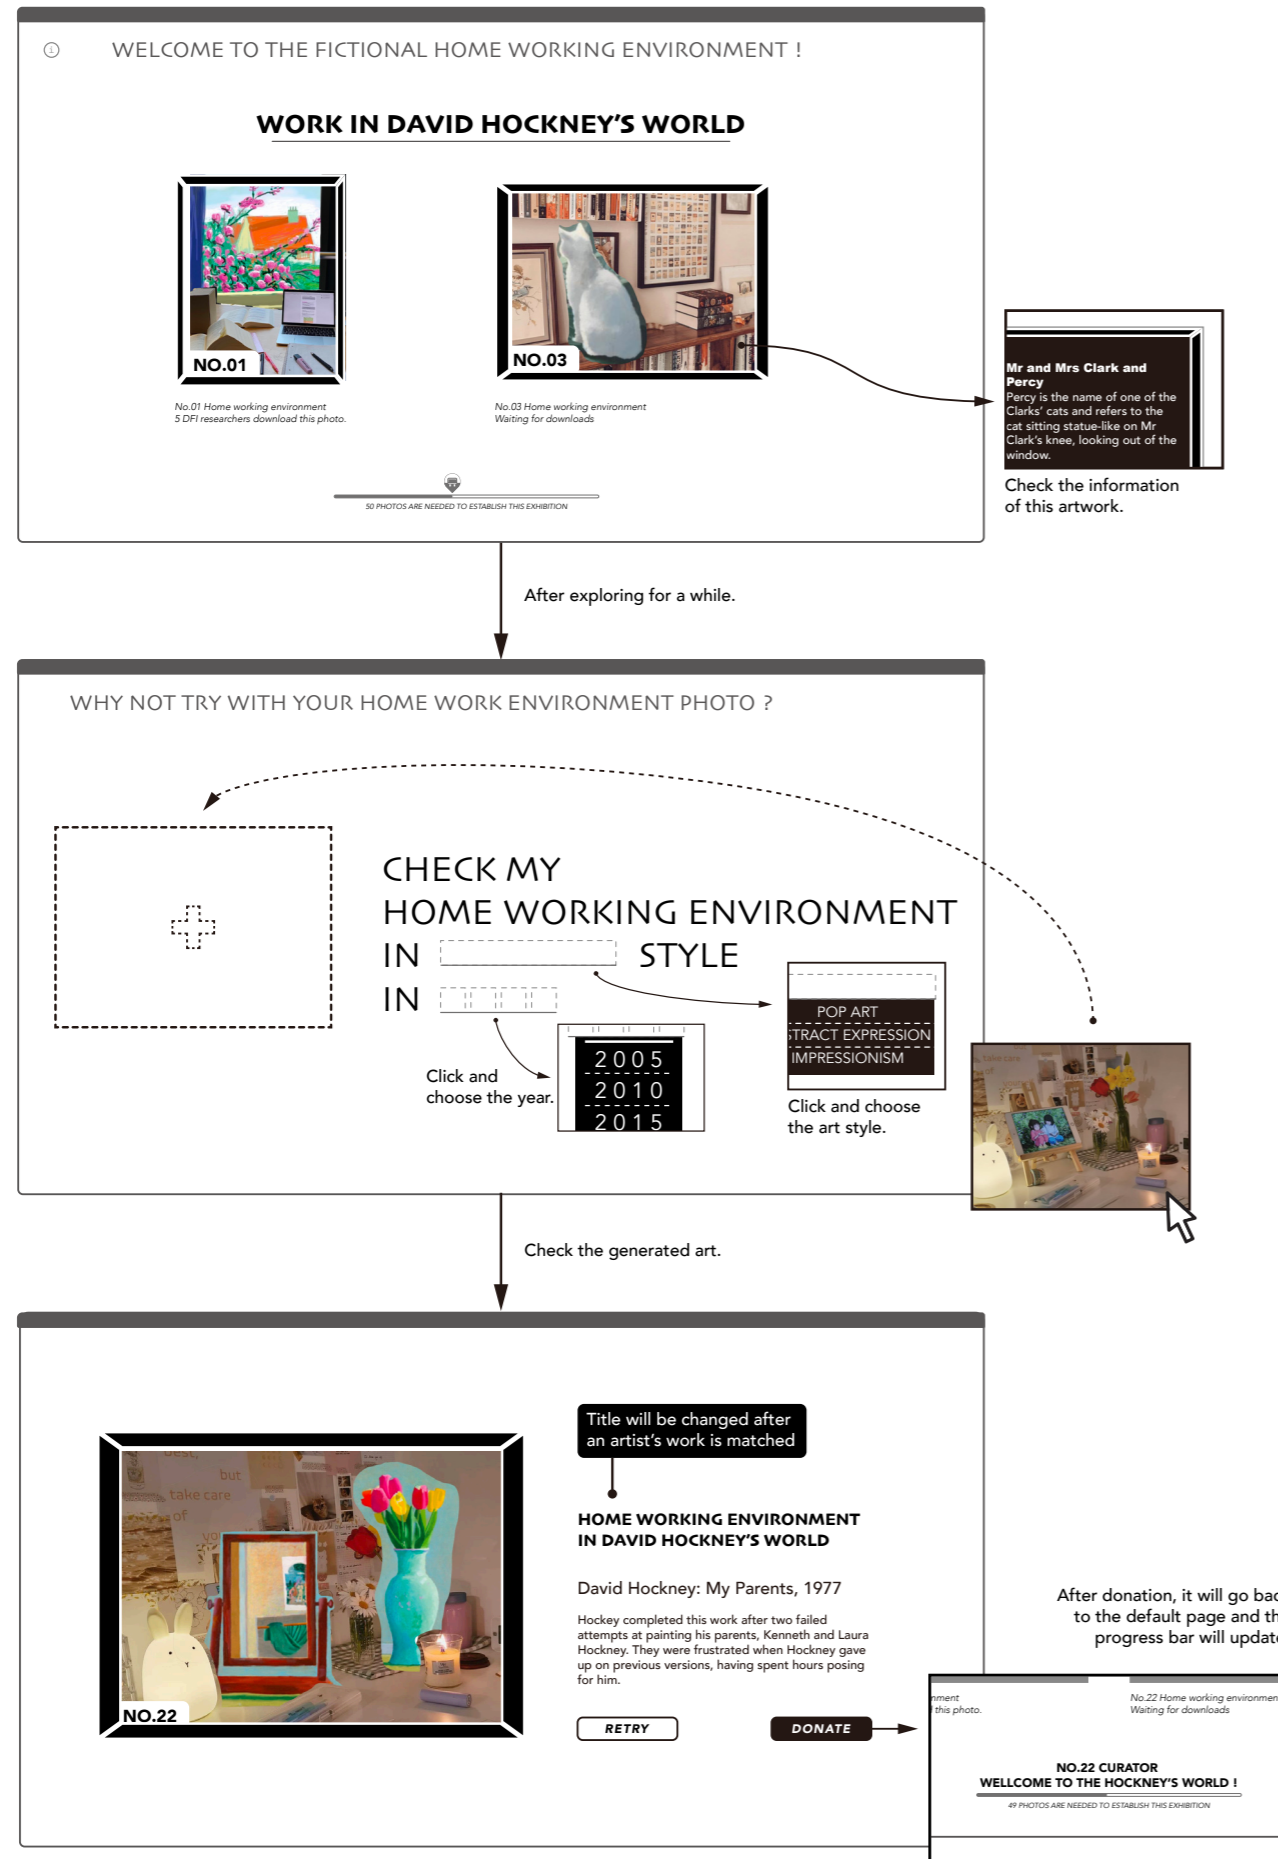 WELCOME TO THE FICTIONAL HOME WORKING ENVIRONMENT !
WORK IN DAVID HOCKNEY'S WORLD
NO.01
NO.03
No.01 Home working environment
5 DFI researchers download this photo.
No.03 Home working environment
Waiting for downloads
50 PHOTOS ARE NEEDED TO ESTABLISH THIS EXHIBITION
Mr and Mrs Clark and
Percy
Percy is the name of one of the
Clarks' cats and refers to the
cat sitting statue-like on Mr
Clark's knee, looking out of the
window.
Check the information
of this artwork.
After exploring for a while.
WHY NOT TRY WITH YOUR HOME WORK ENVIRONMENT PHOTO ?
CHECK MY
HOME WORKING ENVIRONMENT
IN STYLE
IN
POP ART
STRACT EXPRESSION
IMPRESSIONISM
Click and choose
the art style.
Click and
choose the year.
2005
2010
2015
take care
Check the generated art.
Title will be changed after
an artist's work is matched
HOME WORKING ENVIRONMENT
IN DAVID HOCKNEY'S WORLD
David Hockney: My Parents, 1977
Hockey completed this work after two failed
attempts at painting his parents, Kenneth and Laura
Hockney. They were frustrated when Hockney gave
up on previous versions, having spent hours posing
for him.
RETRY
DONATE
best,
but
take care
of
NO.22
After donation, it will go bac
to the default page and th
progress bar will update
nment
this photo.
No.22 Home working environmen
Waiting for downloads
NO.22 CURATOR
WELLCOME TO THE HOCKNEY'S WORLD !
49 PHOTOS ARE NEEDED TO ESTABLISH THIS EXHIBITION